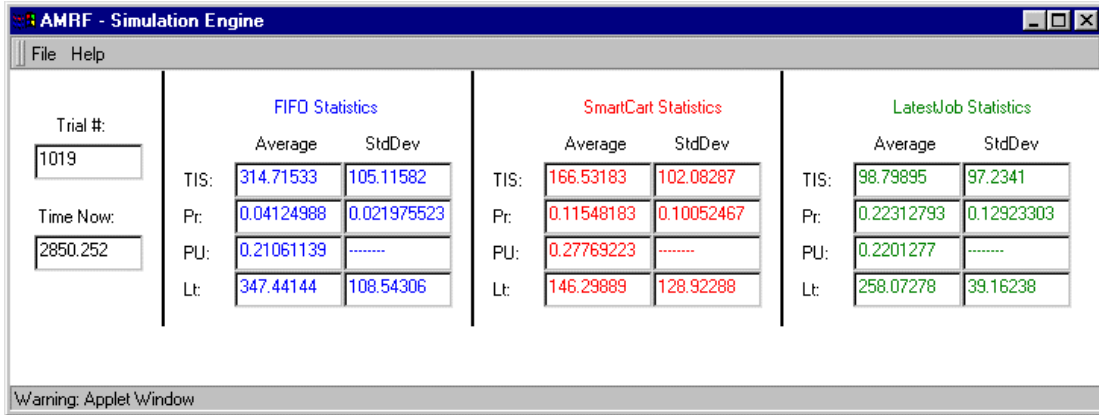 AMRF - Simulation Engine
File Help
Trial #:
1019
Time Now:
2850.252
FIFO Statistics
Average StdDev
TIS: 314.71533 105.11582
Pr: 0.04124988 0.021975523
PU: 0.21061139 --------
Lt: 347.44144 108.54306
SmartCart Statistics
Average StdDev
TIS: 166.53183 102.08287
Pr: 0.11548183 0.10052467
PU: 0.27769223 --------
Lt: 146.29889 128.92288
LatestJob Statistics
Average StdDev
TIS: 98.79895 97.2341
Pr: 0.22312793 0.12923303
PU: 0.2201277 --------
Lt: 258.07278 39.16238
Warning: Applet Window